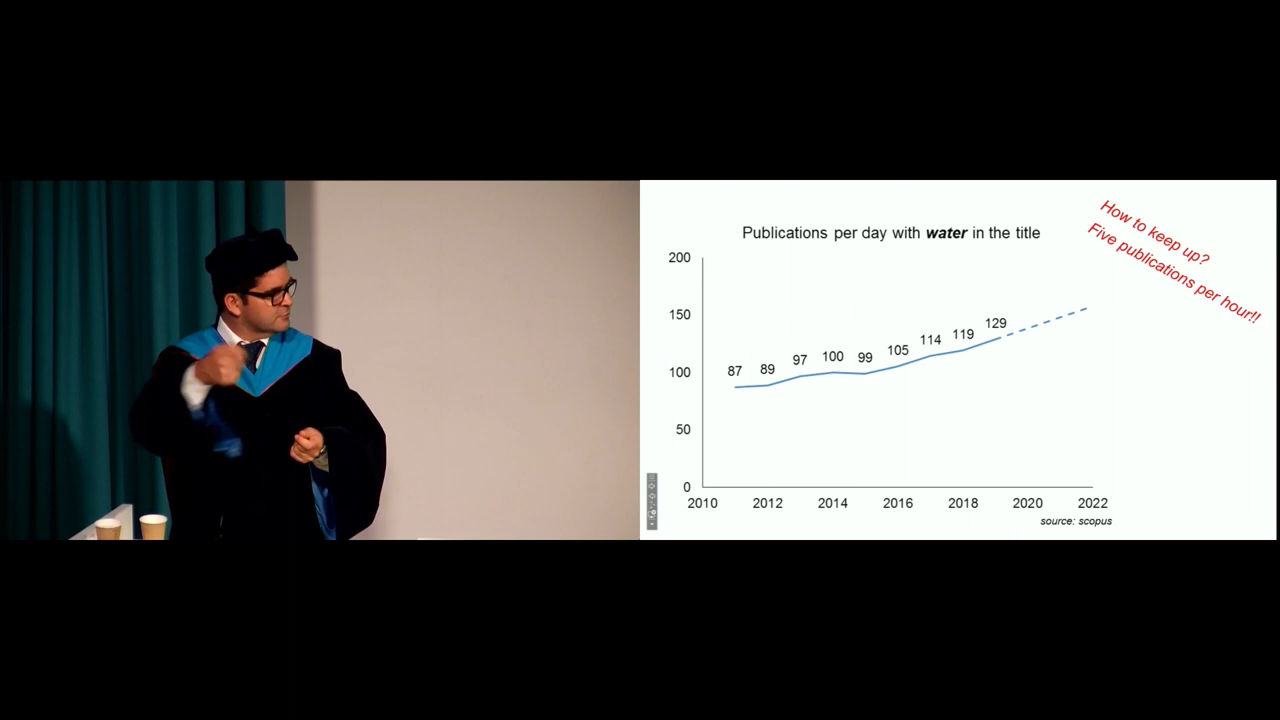 Publications per day with water in the title
How to keep up?
Five publications per hour!!
200
150
100
50
0
87 89 97 100 99 105 114 119 129
2010 2012 2014 2016 2018 2020 2022
source: scopus